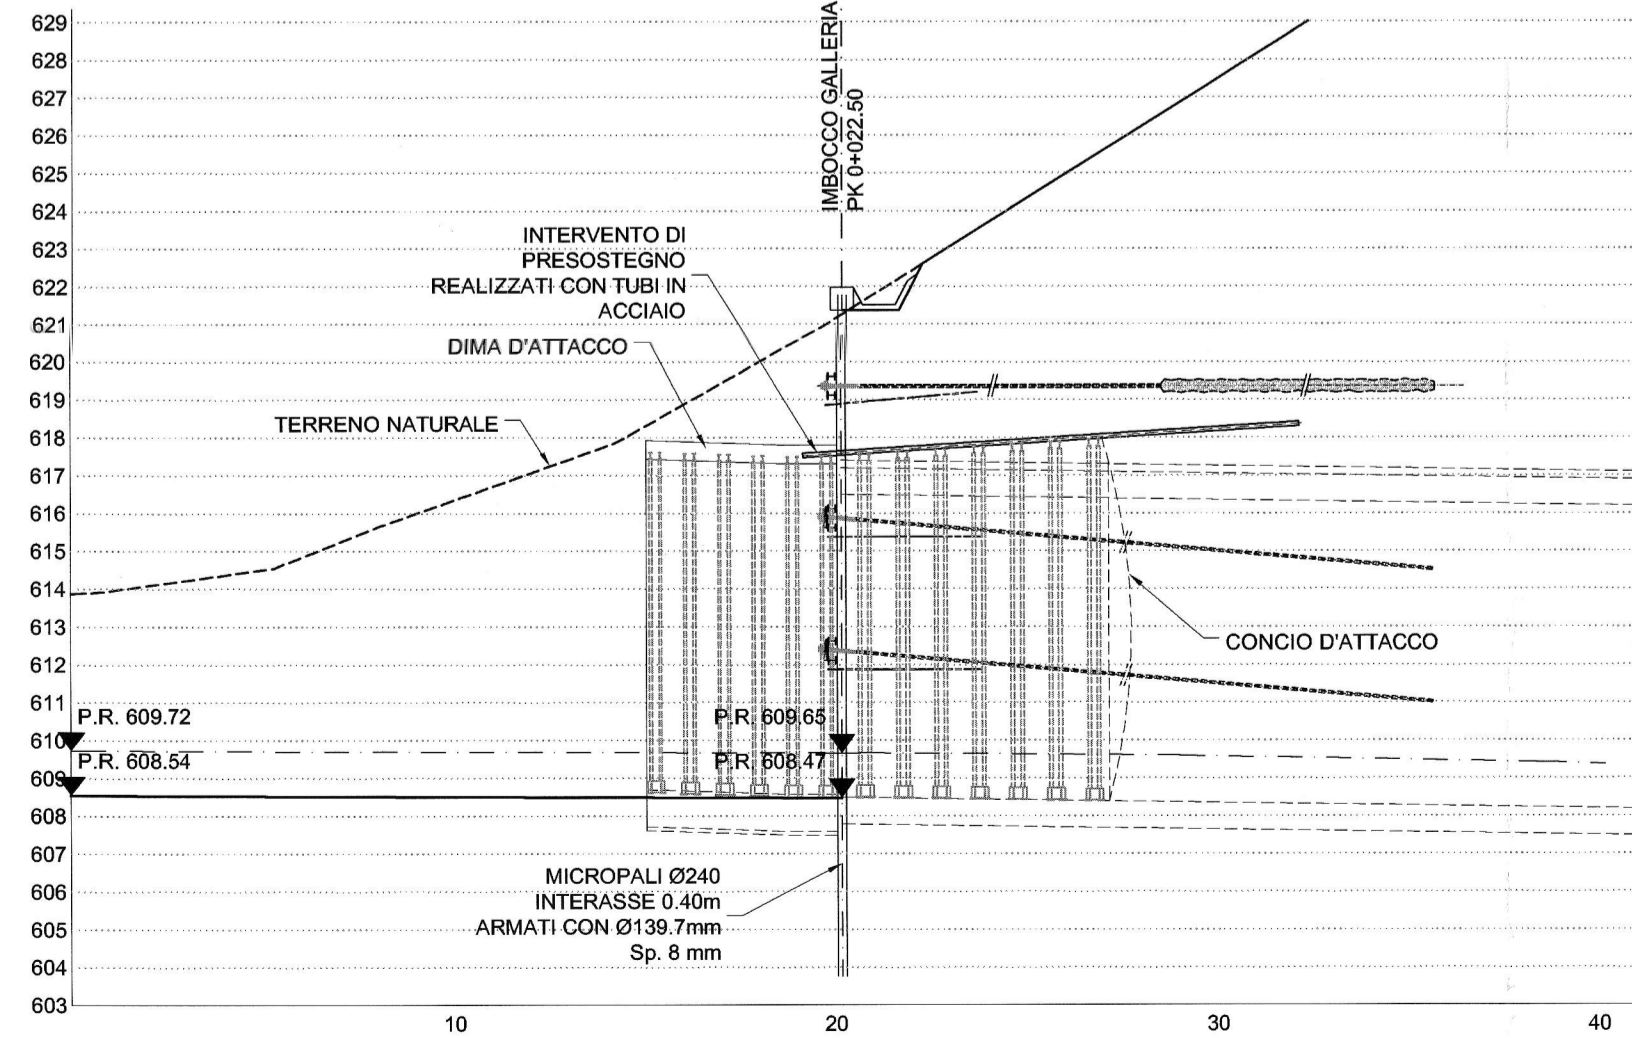 629
628
627
626
625
624
623
622
621
620
619
618
617
616
615
614
613
612
611
610
609
608
607
606
605
604
603
IMBOCCO GALLERIA
PK 0+022.50
INTERVENTO DI
PRESOSTEGNO
REALIZZATI CON TUBI IN
ACCIAIO
DIMA D'ATTACCO
TERRENO NATURALE
CONCIO D'ATTACCO
P.R. 609.72
P.R. 609.65
P.R. 608.54
P.R. 608.47
MICROPALI Ø240
INTERASSE 0.40m
ARMATI CON Ø139.7mm
Sp. 8 mm
10
20
30
40